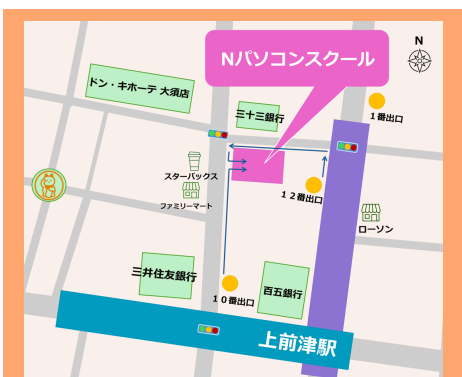 N
Nパソコンスクール
ドン・キホーテ 大須店
三十三銀行
1番出口
スターバックス
ファミリーマート
12番出口
ローソン
三井住友銀行
10番出口
百五銀行
上前津駅